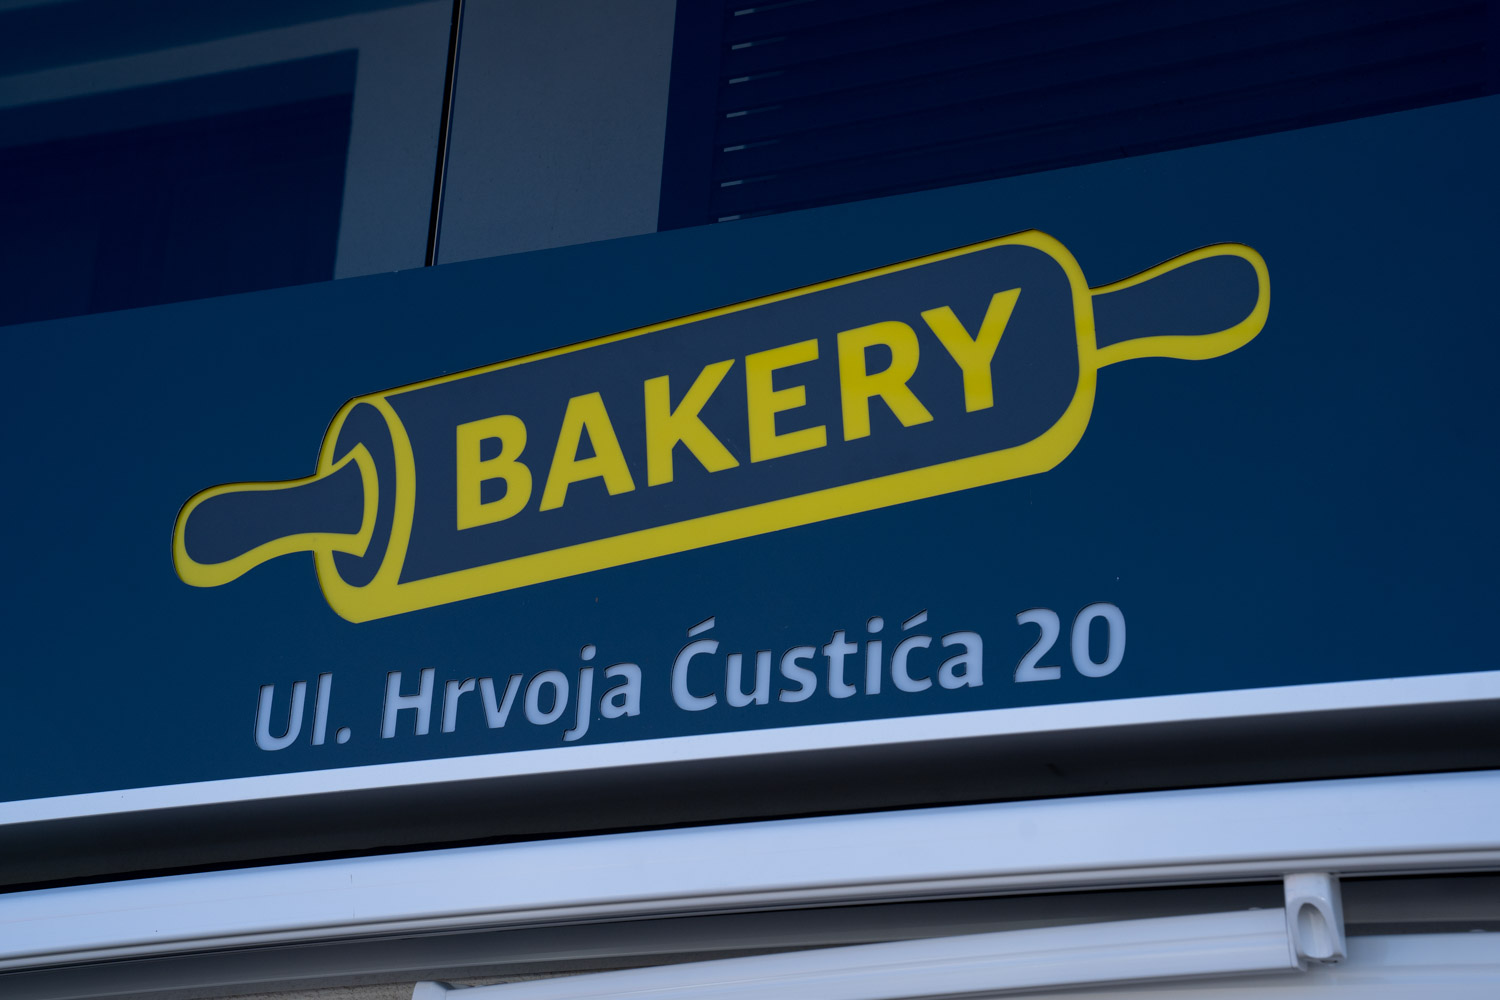 BAKERY
Ul. Hrvoja Ćustića 20